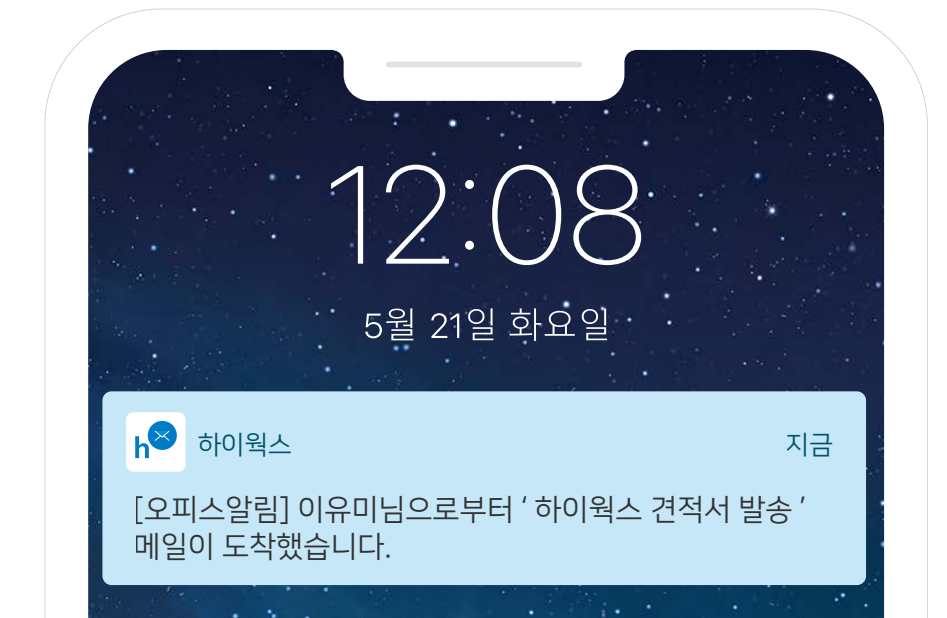 12:08
5월 21일 화요일
h 하이웍스 지금
[오피스알림] 이유미님으로부터 ‘ 하이웍스 견적서 발송 ’
메일이 도착했습니다.